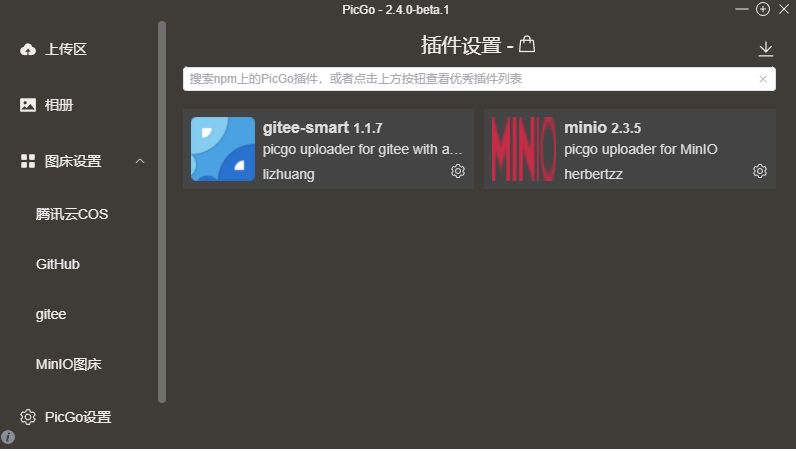 PicGo - 2.4.0-beta.1
上传区
相册
图床设置
腾讯云COS
GitHub
gitee
MinIO图床
PicGo设置
插件设置 -
搜索npm上的PicGo插件，或者点击上方按钮查看优秀插件列表
gitee-smart 1.1.7
picgo uploader for gitee with a...
lizhuang
MINIO
minio 2.3.5
picgo uploader for MinIO
herbertzz